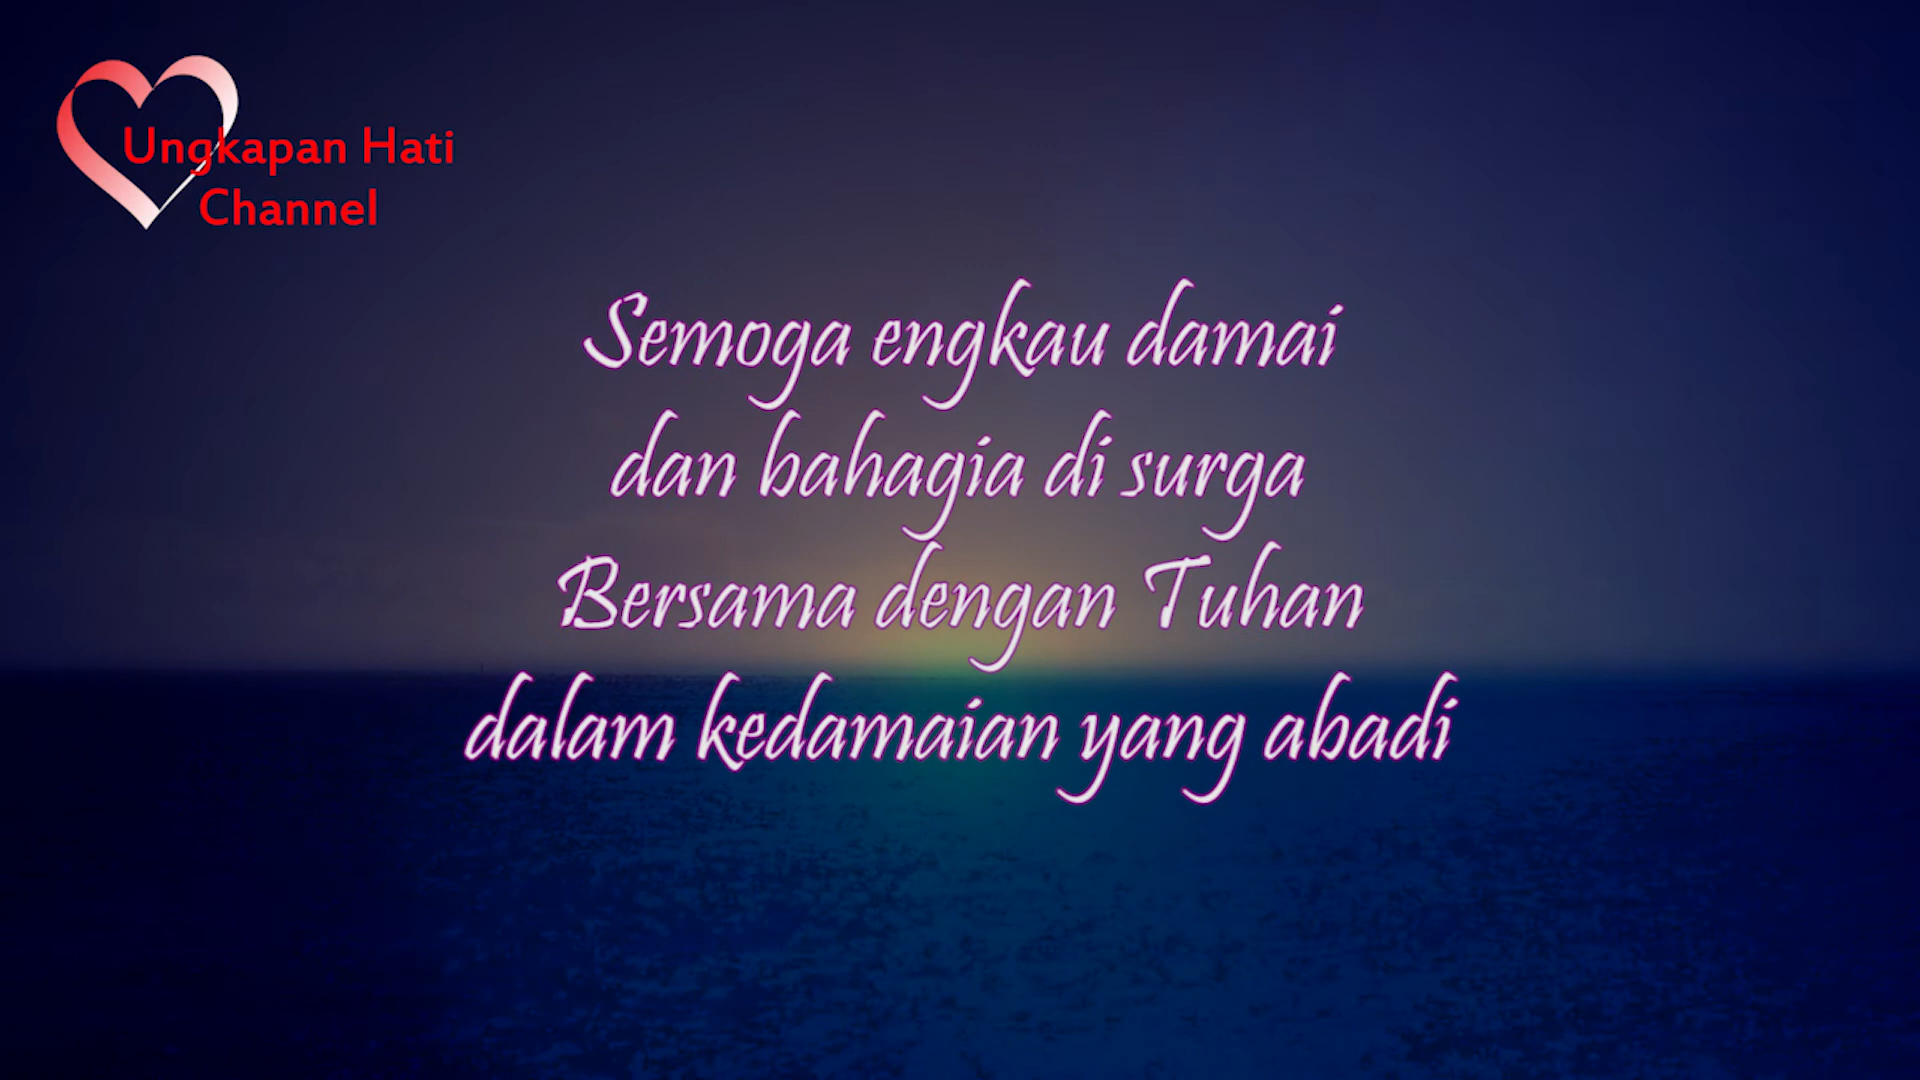 Ungkapan Hati
Channel
Semoga engkau damai
dan bahagia di surga
Bersama dengan Tuhan
dalam kedamaian yang abadi